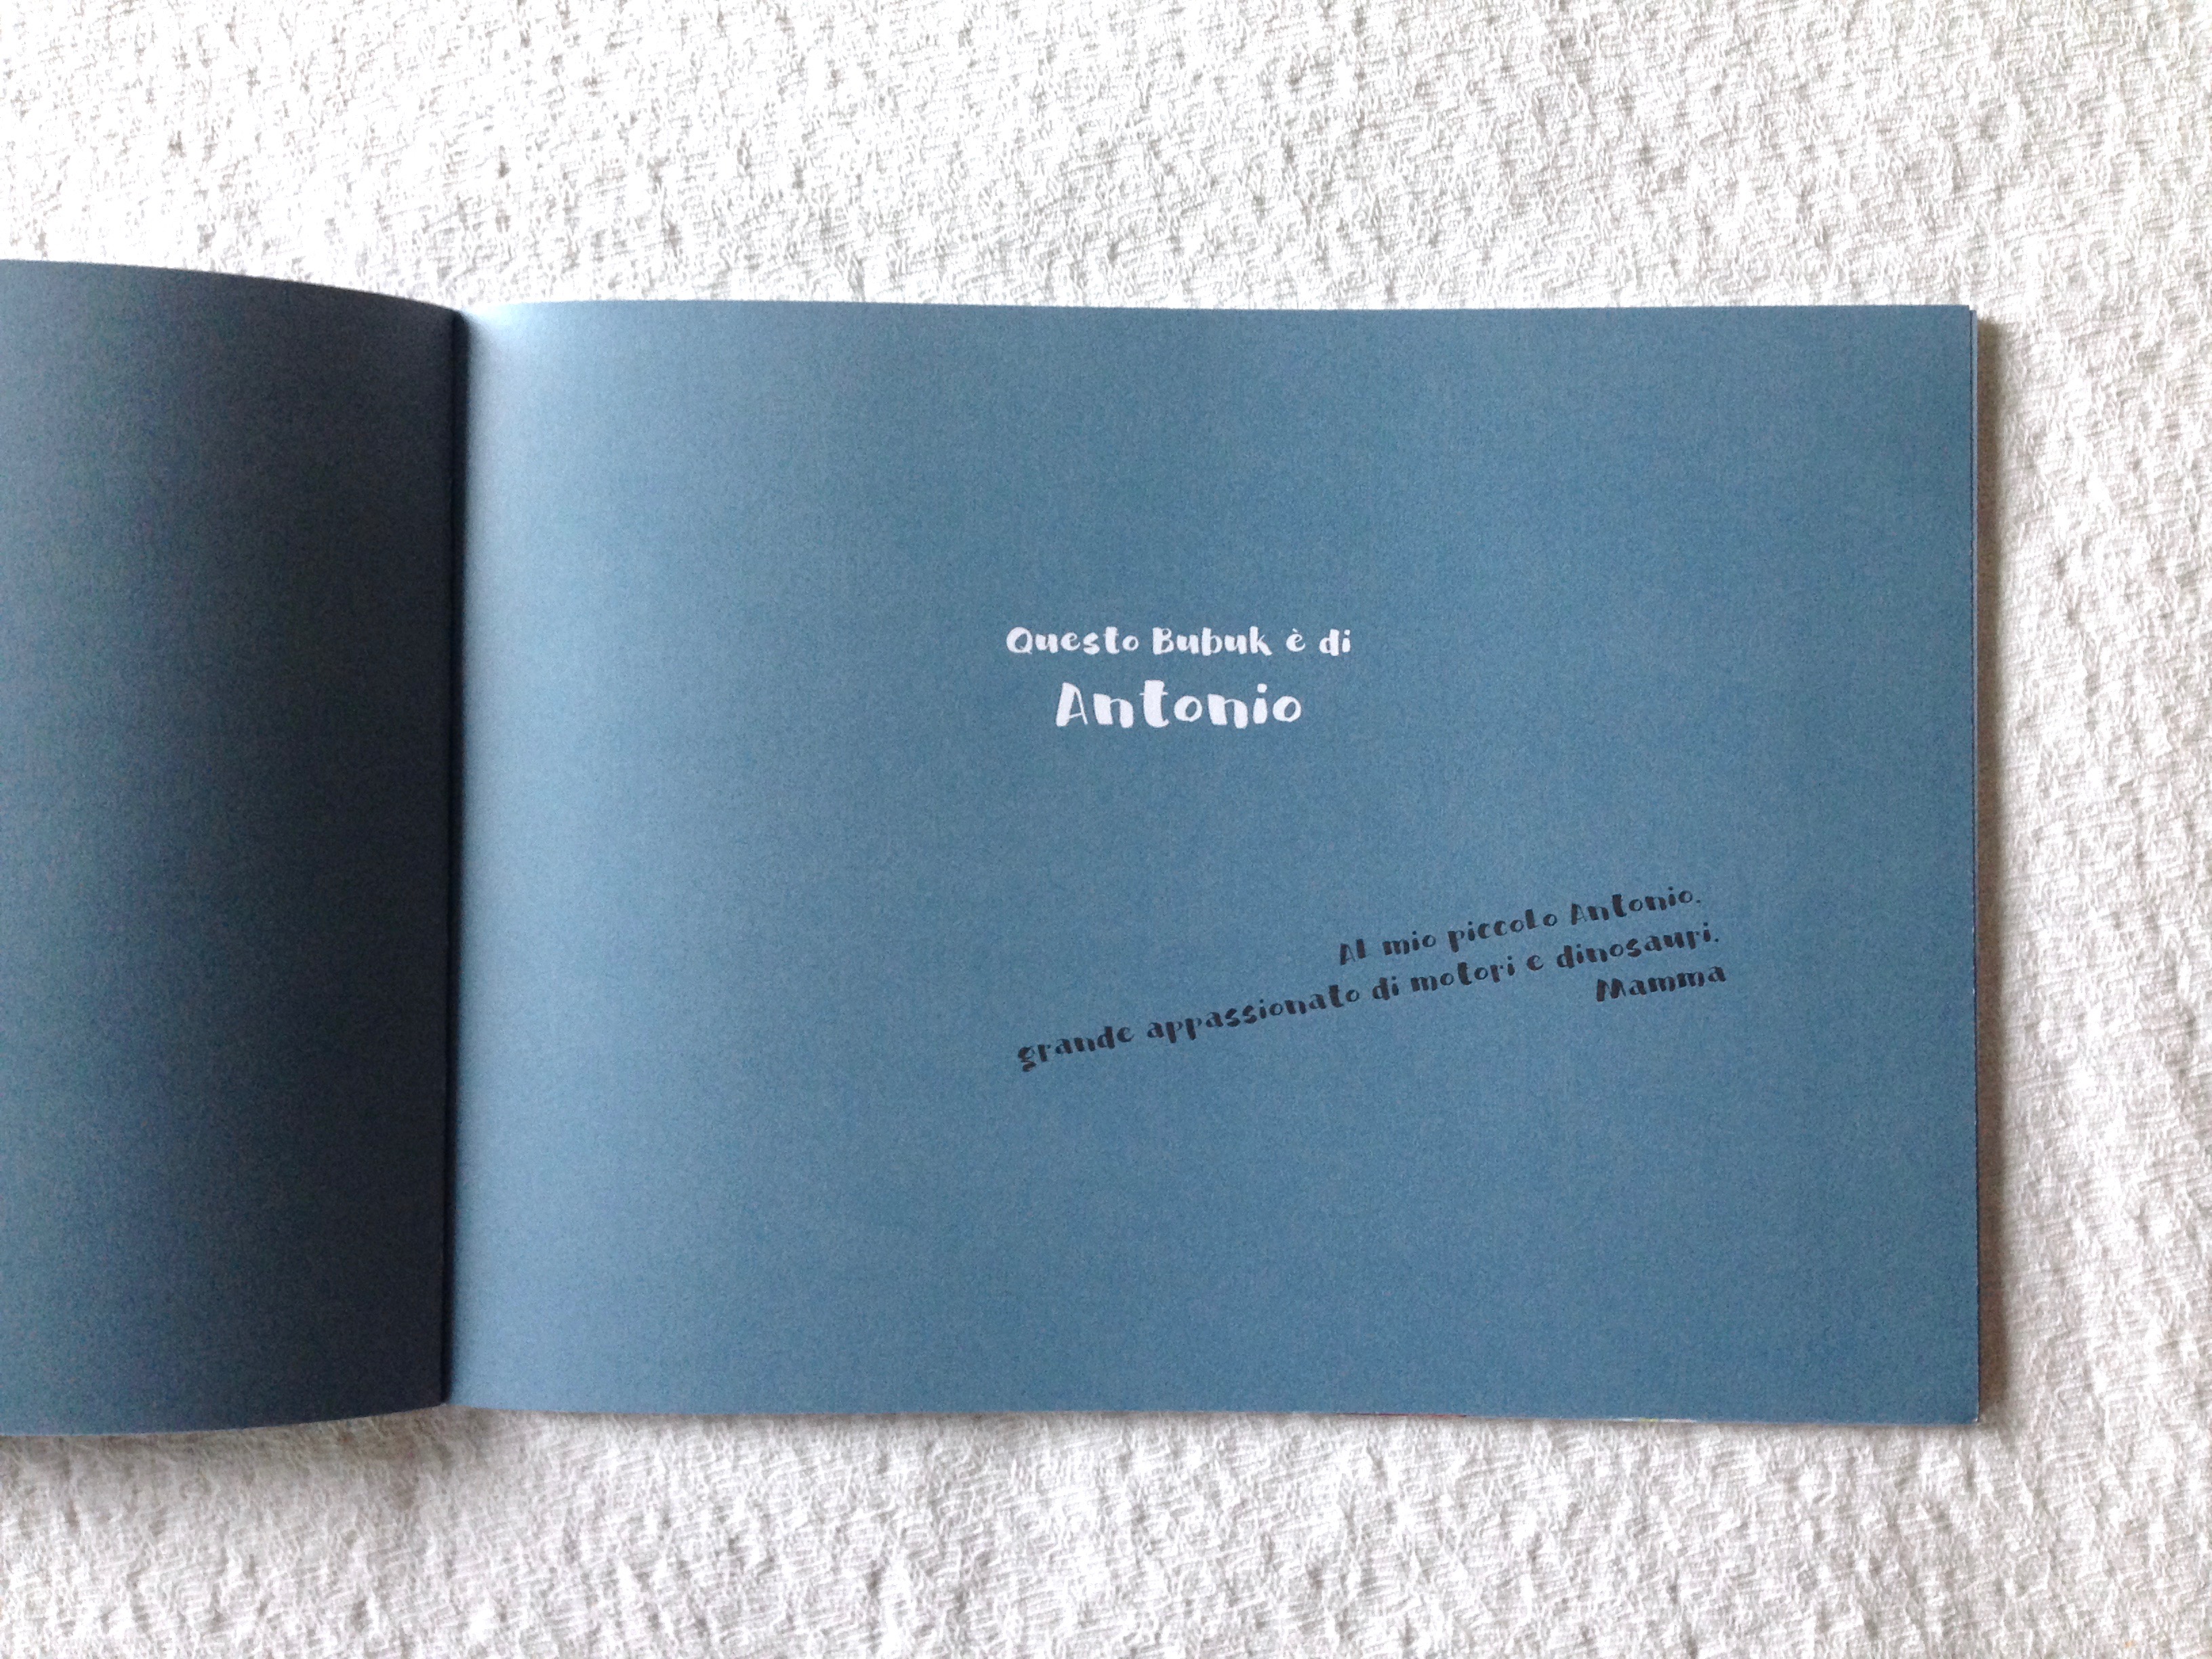 Questo Bubuk è di
Antonio
Al mio piccolo Antonio,
grande appassionato di motori e dinosauri.
Mamma